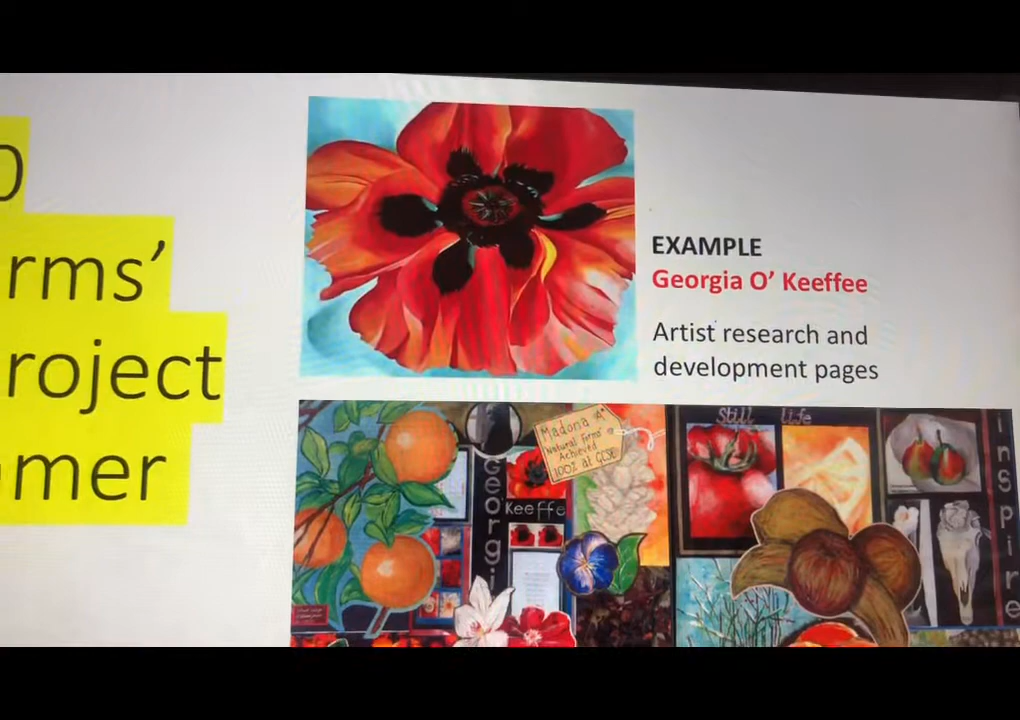 rms’
roject
mer
EXAMPLE
Georgia O’ Keeffee
Artist research and
development pages
Madona A*
Natural Forms'
Achieved
100% at GCSE
Georgi
Keeffe
Still life
Inspire